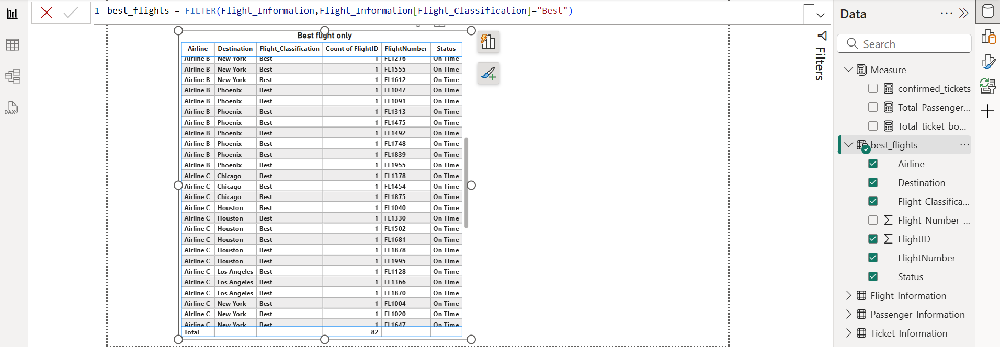 1 best_flights = FILTER(Flight_Information,Flight_Information[Flight_Classification]="Best")
Best flight only
Airline Destination Flight_Classification Count of FlightID FlightNumber Status
Airline B New York Best 1 FL1276 On Time
Airline B New York Best 1 FL1555 On Time
Airline B New York Best 1 FL1612 On Time
Airline B Phoenix Best 1 FL1047 On Time
Airline B Phoenix Best 1 FL1091 On Time
Airline B Phoenix Best 1 FL1313 On Time
Airline B Phoenix Best 1 FL1475 On Time
Airline B Phoenix Best 1 FL1492 On Time
Airline B Phoenix Best 1 FL1748 On Time
Airline B Phoenix Best 1 FL1839 On Time
Airline B Phoenix Best 1 FL1955 On Time
Airline C Chicago Best 1 FL1378 On Time
Airline C Chicago Best 1 FL1454 On Time
Airline C Chicago Best 1 FL1875 On Time
Airline C Houston Best 1 FL1040 On Time
Airline C Houston Best 1 FL1330 On Time
Airline C Houston Best 1 FL1502 On Time
Airline C Houston Best 1 FL1681 On Time
Airline C Houston Best 1 FL1878 On Time
Airline C Houston Best 1 FL1995 On Time
Airline C Los Angeles Best 1 FL1128 On Time
Airline C Los Angeles Best 1 FL1366 On Time
Airline C Los Angeles Best 1 FL1870 On Time
Airline C New York Best 1 FL1004 On Time
Airline C New York Best 1 FL1020 On Time
Airline C New York Best 1 FL1647 On Time
Total 82
Filters
Data
Search
Measure
confirmed_tickets
Total_Passenger...
Total_ticket_bo...
best_flights
Airline
Destination
Flight_Classifica...
Flight_Number_...
FlightID
FlightNumber
Status
Flight_Information
Passenger_Information
Ticket_Information
DAX